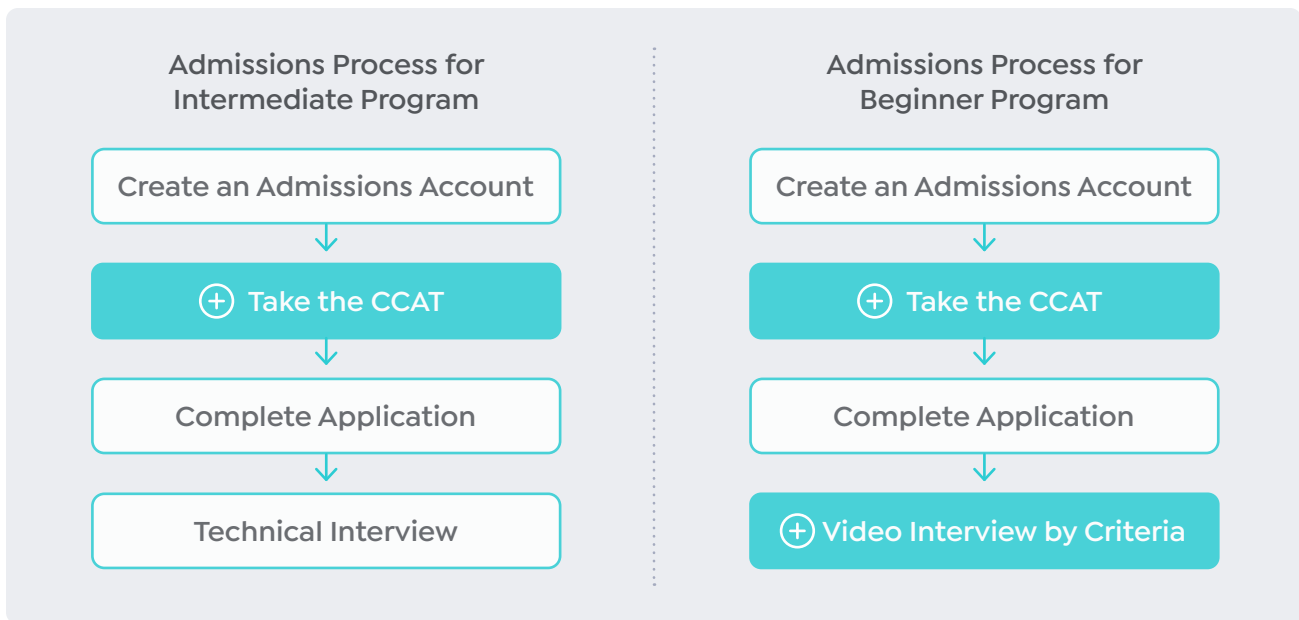 Admissions Process for
Intermediate Program
Create an Admissions Account
Take the CCAT
Complete Application
Technical Interview
Admissions Process for
Beginner Program
Create an Admissions Account
Take the CCAT
Complete Application
Video Interview by Criteria